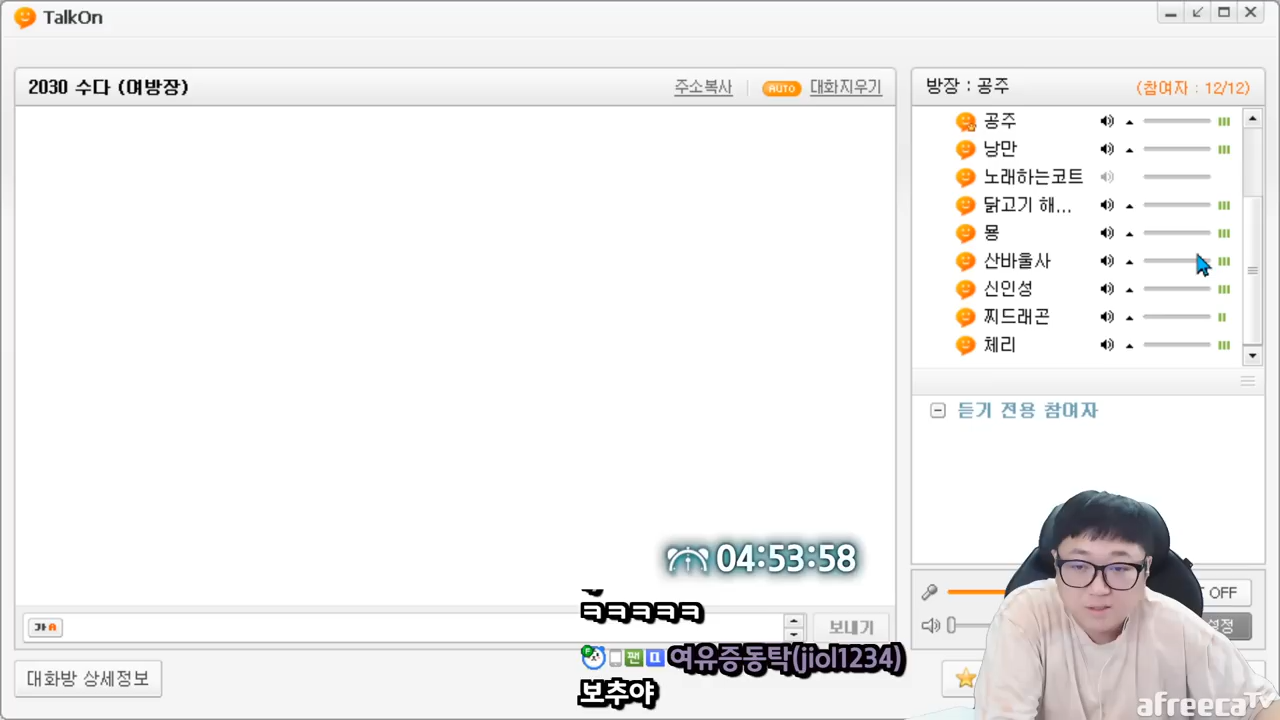 TalkOn
2030 수다 (여방장)
주소복사
AUTO 대화지우기
방장 : 공주
(참여자 : 12/12)
공주
낭만
노래하는코트
닭고기 해...
묭
산바울사
신인성
찌드래곤
체리
듣기 전용 참여자
04:53:58
OFF
설정
ㅋㅋㅋㅋㅋ
가A
보내기
팬
여유증동탁(jiol1234)
보추야
대화방 상세정보
afreecaTV